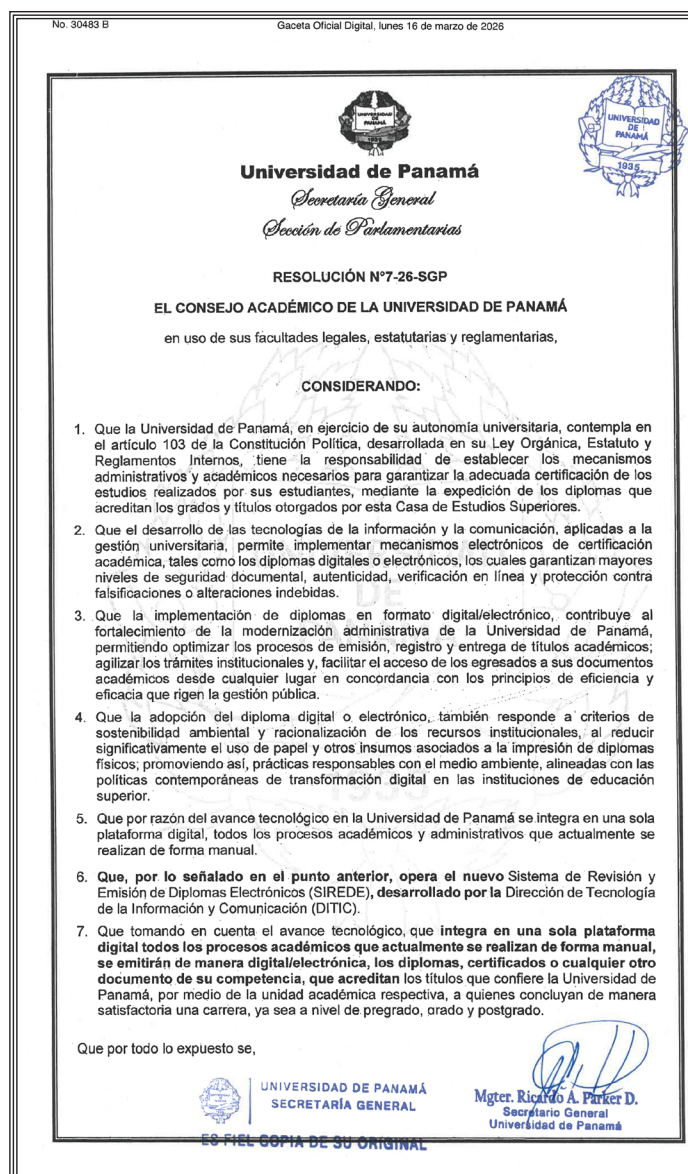 No. 30483 B
Gaceta Oficial Digital, lunes 16 de marzo de 2026
UNIVERSIDAD
DE
PANAMÁ
1935
UNIVERSIDAD
DE
PANAMÁ
1935
Universidad de Panamá
Secretaría General
Sección de Parlamentarias
RESOLUCIÓN N°7-26-SGP
EL CONSEJO ACADÉMICO DE LA UNIVERSIDAD DE PANAMÁ
en uso de sus facultades legales, estatutarias y reglamentarias,
CONSIDERANDO:
1. Que la Universidad de Panamá, en ejercicio de su autonomía universitaria, contempla en
el artículo 103 de la Constitución Política, desarrollada en su Ley Orgánica, Estatuto y
Reglamentos Internos, tiene la responsabilidad de establecer los mecanismos
administrativos y académicos necesarios para garantizar la adecuada certificación de los
estudios realizados por sus estudiantes, mediante la expedición de los diplomas que
acreditan los grados y títulos otorgados por esta Casa de Estudios Superiores.
2. Que el desarrollo de las tecnologías de la información y la comunicación, aplicadas a la
gestión universitaria, permite implementar mecanismos electrónicos de certificación
académica, tales como los diplomas digitales o electrónicos, los cuales garantizan mayores
niveles de seguridad documental, autenticidad, verificación en línea y protección contra
falsificaciones o alteraciones indebidas.
3. Que la implementación de diplomas en formato digital/electrónico, contribuye al
fortalecimiento de la modernización administrativa de la Universidad de Panamá,
permitiendo optimizar los procesos de emisión, registro y entrega de títulos académicos;
agilizar los trámites institucionales y, facilitar el acceso de los egresados a sus documentos
académicos desde cualquier lugar en concordancia con los principios de eficiencia y
eficacia que rigen la gestión pública.
4. Que la adopción del diploma digital o electrónico, también responde a criterios de
sostenibilidad ambiental y racionalización de los recursos institucionales, al reducir
significativamente el uso de papel y otros insumos asociados a la impresión de diplomas
físicos; promoviendo así, prácticas responsables con el medio ambiente, alineadas con las
políticas contemporáneas de transformación digital en las instituciones de educación
superior.
5. Que por razón del avance tecnológico en la Universidad de Panamá se integra en una sola
plataforma digital, todos los procesos académicos y administrativos que actualmente se
realizan de forma manual.
6. Que, por lo señalado en el punto anterior, opera el nuevo Sistema de Revisión y
Emisión de Diplomas Electrónicos (SIREDE), desarrollado por la Dirección de Tecnología
de la Información y Comunicación (DITIC).
7. Que tomando en cuenta el avance tecnológico, que integra en una sola plataforma
digital todos los procesos académicos que actualmente se realizan de forma manual,
se emitirán de manera digital/electrónica, los diplomas, certificados o cualquier otro
documento de su competencia, que acreditan los títulos que confiere la Universidad de
Panamá, por medio de la unidad académica respectiva, a quienes concluyan de manera
satisfactoria una carrera, ya sea a nivel de pregrado, grado y postgrado.
Que por todo lo expuesto se,
UNIVERSIDAD DE PANAMÁ
SECRETARÍA GENERAL
ES FIEL COPIA DE SU ORIGINAL
Mgter. Ricardo A. Parker D.
Secretario General
Universidad de Panamá